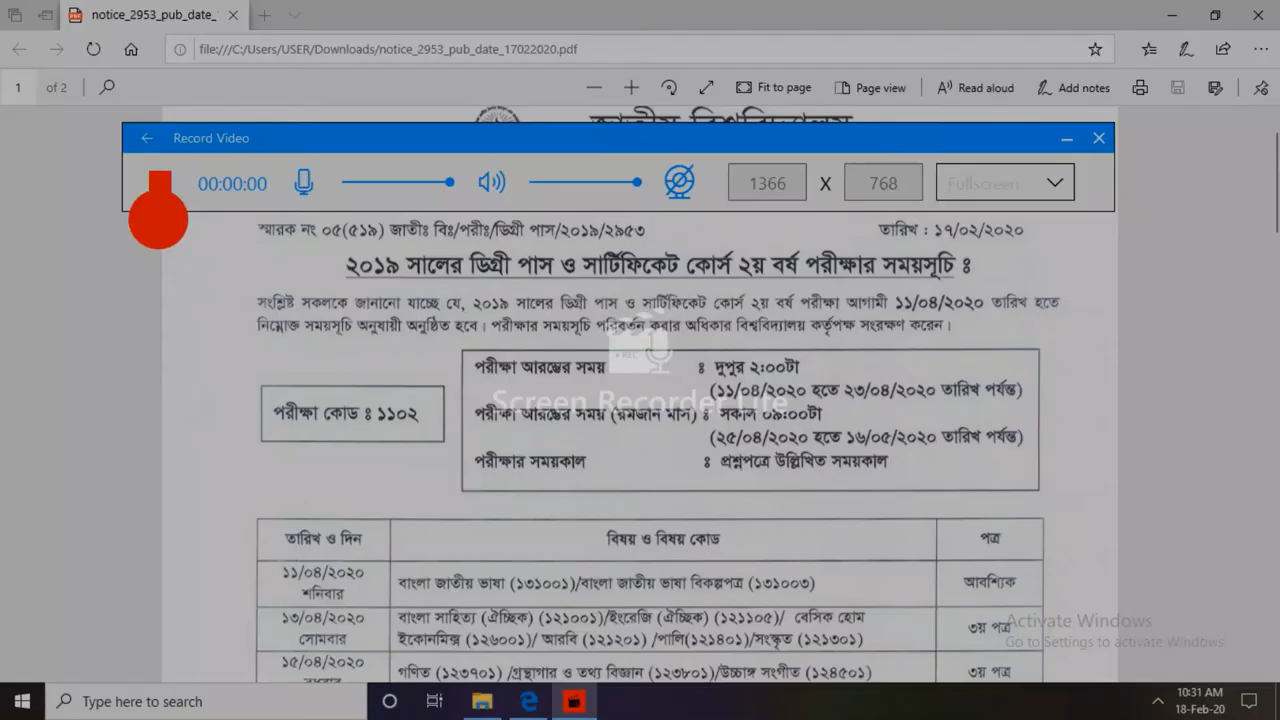 notice_2953_pub_date_
file:///C:/Users/USER/Downloads/notice_2953_pub_date_17022020.pdf
1 of 2
Fit to page
Page view
Read aloud
Add notes
জাতীয় বিশ্ববিদ্যালয়
Record Video
00:00:00
1366 X 768
Fullscreen
স্মারক নং ০৫(৫১৯) জাতীঃ বিঃ/পরীঃ/ডিগ্রী পাস/২০১৯/২৯৫৩
তারিখ : ১৭/০২/২০২০
২০১৯ সালের ডিগ্রী পাস ও সার্টিফিকেট কোর্স ২য় বর্ষ পরীক্ষার সময়সূচি ঃ
সংশ্লিষ্ট সকলকে জানানো যাচ্ছে যে, ২০১৯ সালের ডিগ্রী পাস ও সার্টিফিকেট কোর্স ২য় বর্ষ পরীক্ষা আগামী ১১/০৪/২০২০ তারিখ হতে
নিম্নোক্ত সময়সূচি অনুযায়ী অনুষ্ঠিত হবে। পরীক্ষার সময়সূচি পরিবর্তন করার অধিকার বিশ্ববিদ্যালয় কর্তৃপক্ষ সংরক্ষণ করেন।
REC
Screen Recorder Lite
পরীক্ষা কোড ঃ ১১০২
পরীক্ষা আরম্ভের সময় ঃ দুপুর ২:০০টা
(১১/০৪/২০২০ হতে ২৩/০৪/২০২০ তারিখ পর্যন্ত)
পরীক্ষা আরম্ভের সময় (রমজান মাস) ঃ সকাল ০৯:০০টা
(২৫/০৪/২০২০ হতে ১৬/০৫/২০২০ তারিখ পর্যন্ত)
পরীক্ষার সময়কাল ঃ প্রশ্নপত্রে উল্লিখিত সময়কাল
তারিখ ও দিন
বিষয় ও বিষয় কোড
পত্র
১১/০৪/২০২০
শনিবার
বাংলা জাতীয় ভাষা (১৩১০০১)/বাংলা জাতীয় ভাষা বিকল্পপত্র (১৩১০০৩)
আবশ্যিক
১৩/০৪/২০২০
সোমবার
বাংলা সাহিত্য (ঐচ্ছিক) (১২১০০১)/ইংরেজি (ঐচ্ছিক) (১২১১০৫)/ বেসিক হোম
ইকোনমিক্স (১২৬০০১)/ আরবি (১২১২০১) /পালি(১২১৪০১)/সংস্কৃত (১২১৩০১)
৩য় পত্র
১৫/০৪/২০২০
বুধবার
গণিত (১২৩৭০১) /গ্রন্থাগার ও তথ্য বিজ্ঞান (১২৩৮০১)/উচ্চাঙ্গ সংগীত (১২৪৫০১)
৩য় পত্র
Activate Windows
Go to Settings to activate Windows.
Type here to search
10:31 AM
18-Feb-20